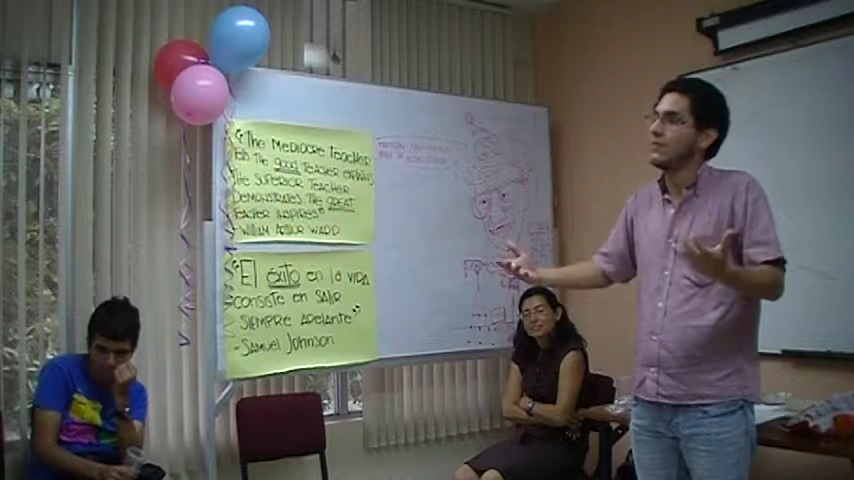 "The mediocre teacher
tells the good teacher explains
the superior teacher
demonstrates. The great
teacher inspires"
- William Arthur Ward
"El éxito en la vida
consiste en salir
siempre adelante"
- Samuel Johnson